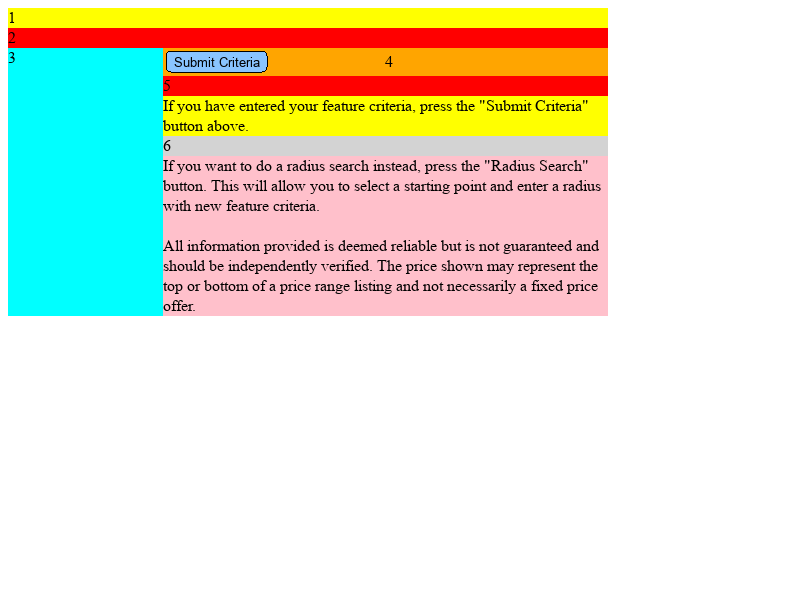 1
2
3
Submit Criteria 4
5
If you have entered your feature criteria, press the "Submit Criteria"
button above.
6
If you want to do a radius search instead, press the "Radius Search"
button. This will allow you to select a starting point and enter a radius
with new feature criteria.
All information provided is deemed reliable but is not guaranteed and
should be independently verified. The price shown may represent the
top or bottom of a price range listing and not necessarily a fixed price
offer.